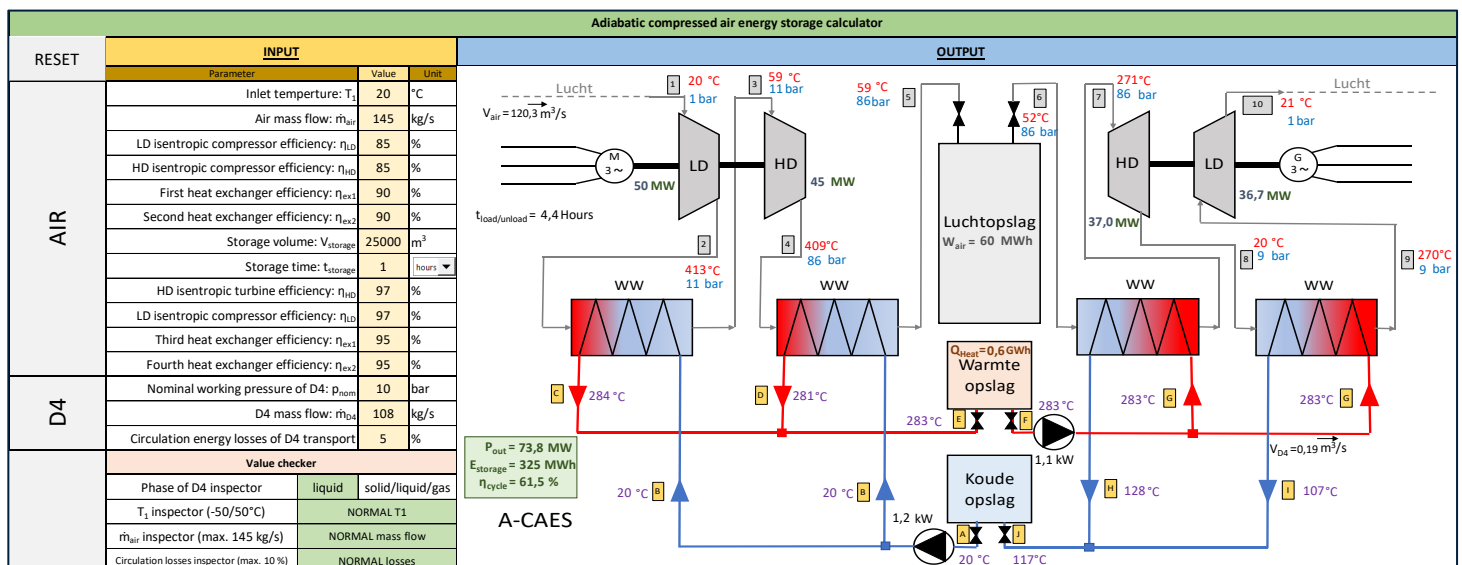 Adiabatic compressed air energy storage calculator
RESET
INPUT
OUTPUT
Parameter Value Unit
AIR
Inlet temperture: T1 20 °C
Air mass flow: ṁair 145 kg/s
LD isentropic compressor efficiency: ηLD 85 %
HD isentropic compressor efficiency: ηHD 85 %
First heat exchanger efficiency: ηex1 90 %
Second heat exchanger efficiency: ηex2 90 %
Storage volume: Vstorage 25000 m³
Storage time: tstorage 1 hours
HD isentropic turbine efficiency: ηHD 97 %
LD isentropic compressor efficiency: ηLD 97 %
Third heat exchanger efficiency: ηex1 95 %
Fourth heat exchanger efficiency: ηex2 95 %
D4
Nominal working pressure of D4: pnom 10 bar
D4 mass flow: ṁD4 108 kg/s
Circulation energy losses of D4 transport 5 %
Value checker
Phase of D4 inspector liquid solid/liquid/gas
T1 inspector (-50/50°C) NORMAL T1
ṁair inspector (max. 145 kg/s) NORMAL mass flow
Circulation losses inspector (max. 10 %) NORMAL losses
Lucht
Vair = 120,3 m³/s
1
20 °C
1 bar
3
59 °C
11 bar
M
3 ~
LD
HD
50 MW
45 MW
tload/unload = 4,4 Hours
2
413 °C
11 bar
4
409°C
86 bar
WW
WW
59 °C
86bar
5
6
52°C
86 bar
Luchtopslag
Wair = 60 MWh
7
271°C
86 bar
10
21 °C
1 bar
Lucht
HD
LD
G
3 ~
37,0 MW
36,7 MW
8
20 °C
9 bar
9
270°C
9 bar
WW
WW
C
284 °C
D
281°C
QHeat=0,6GWh
Warmte
opslag
283 °C
E
F
283 °C
1,1 kW
283 °C
G
283 °C
G
VD4=0,19 m³/s
Pout = 73,8 MW
Estorage = 325 MWh
ηcycle = 61,5 %
A-CAES
20 °C
B
20 °C
B
1,2 kW
Koude
opslag
A
J
20 °C
117°C
H
128°C
I
107°C